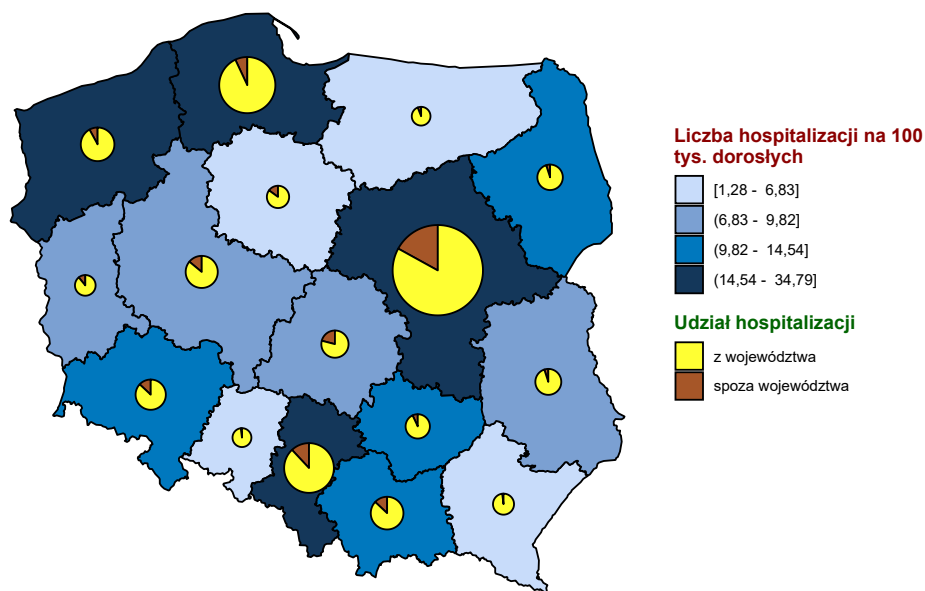 Liczba hospitalizacji na 100
tys. dorosłych
[1,28 - 6,83]
(6,83 - 9,82]
(9,82 - 14,54]
(14,54 - 34,79]
Udział hospitalizacji
z województwa
spoza województwa